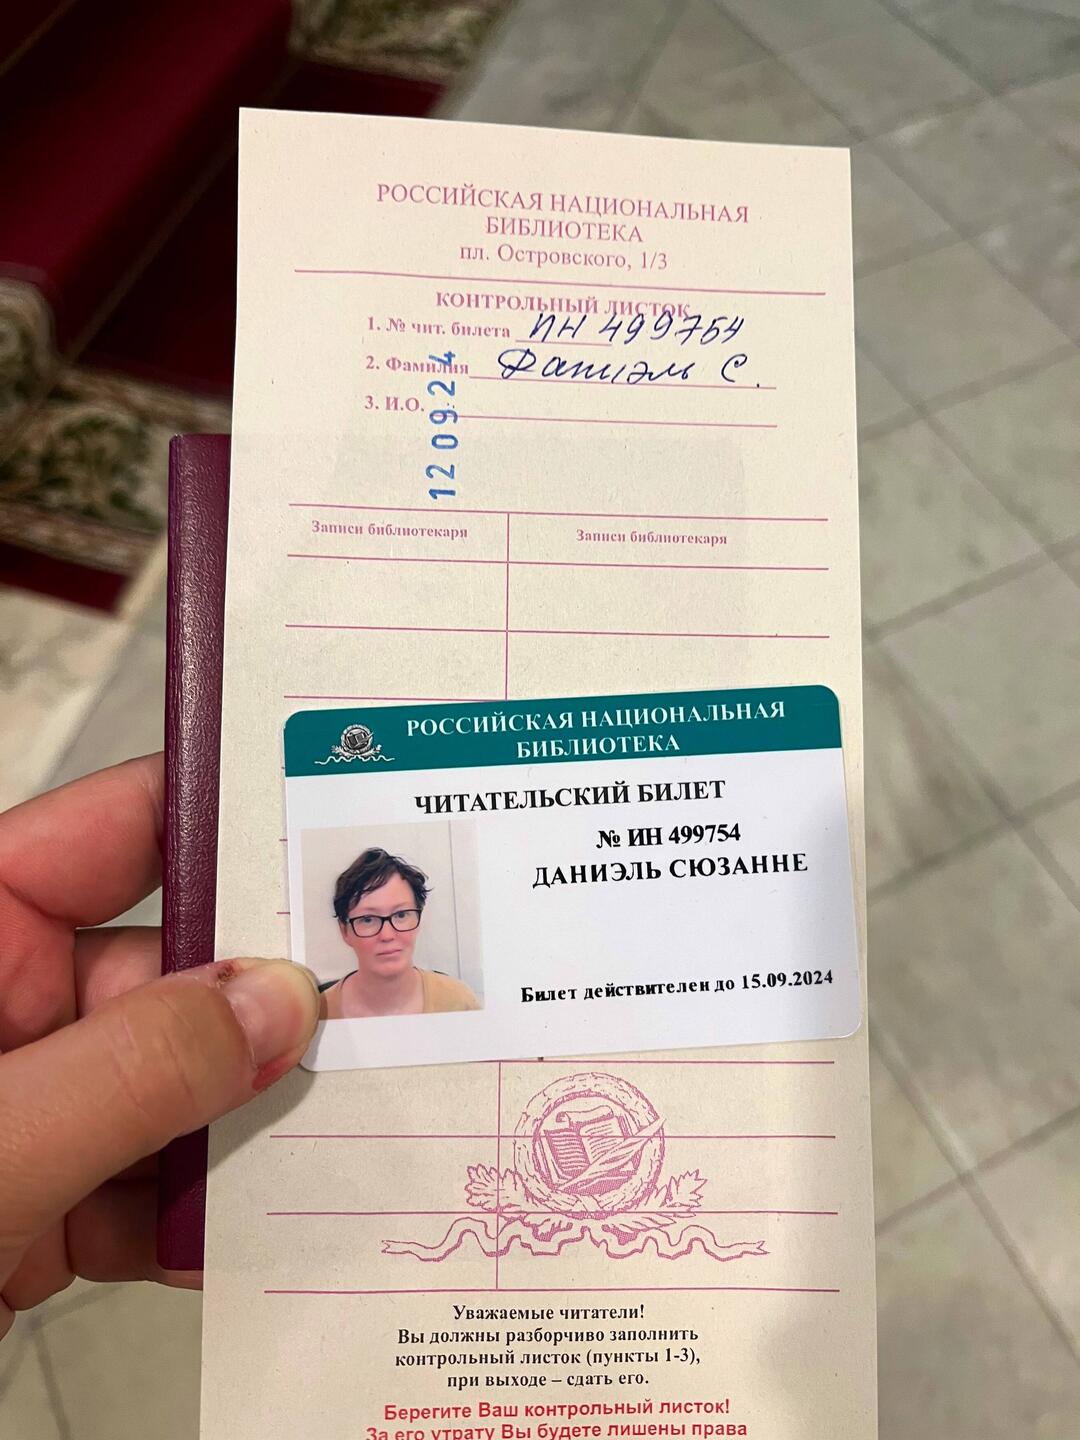 РОССИЙСКАЯ НАЦИОНАЛЬНАЯ
БИБЛИОТЕКА
пл. Островского, 1/3
КОНТРОЛЬНЫЙ ЛИСТОК
1. № чит. билета ИН 499754
2. Фамилия Даниэль С.
3. И.О.
12 09 24
Записи библиотекаря Записи библиотекаря
РОССИЙСКАЯ НАЦИОНАЛЬНАЯ
БИБЛИОТЕКА
ЧИТАТЕЛЬСКИЙ БИЛЕТ
№ ИН 499754
ДАНИЭЛЬ СЮЗАННЕ
Билет действителен до 15.09.2024
Уважаемые читатели!
Вы должны разборчиво заполнить
контрольный листок (пункты 1-3),
при выходе – сдать его.
Берегите Ваш контрольный листок!
За его утрату Вы будете лишены права